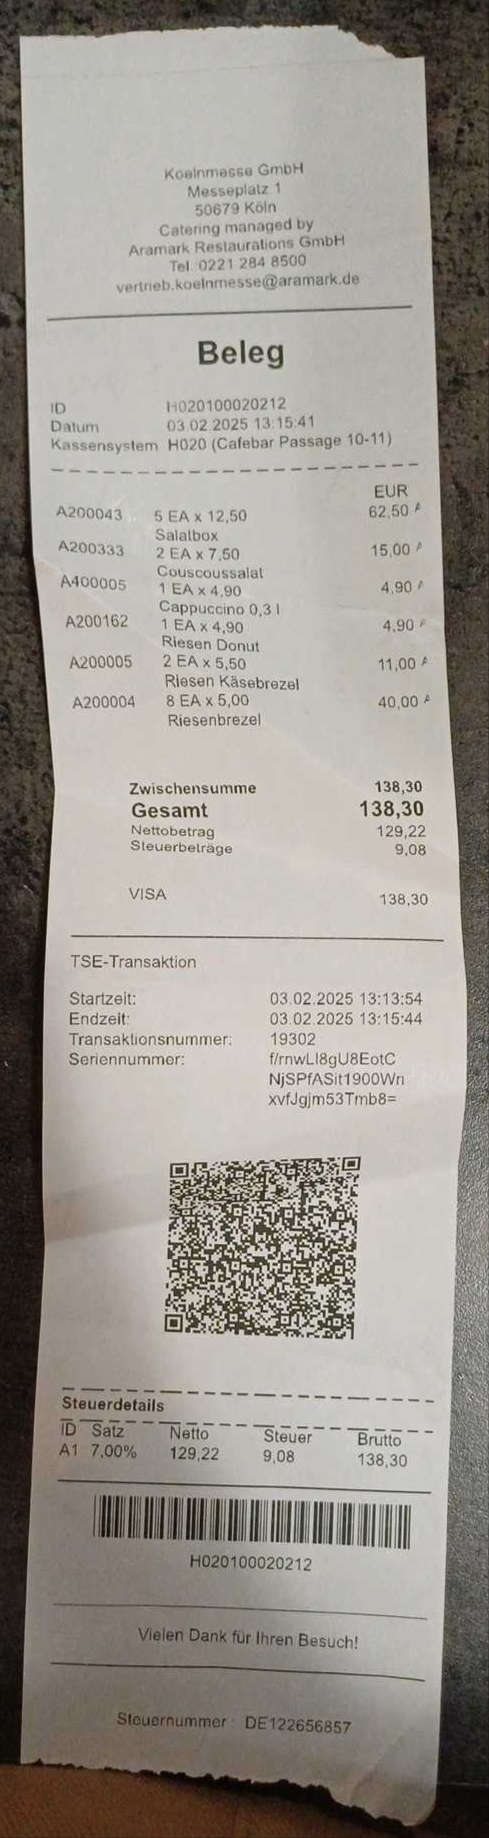 Koelnmesse GmbH
Messeplatz 1
50679 Köln
Catering managed by
Aramark Restaurations GmbH
Tel. 0221 284 8500
vertrieb.koelnmesse@aramark.de
Beleg
ID H020100020212
Datum 03.02.2025 13:15:41
Kassensystem H020 (Cafebar Passage 10-11)
EUR
A200043 5 EA x 12,50 62,50 A
Salatbox
A200333 2 EA x 7,50 15,00 A
Couscoussalat
A400005 1 EA x 4,90 4,90 A
Cappuccino 0,3 l
A200162 1 EA x 4,90 4,90 A
Riesen Donut
A200005 2 EA x 5,50 11,00 A
Riesen Käsebrezel
A200004 8 EA x 5,00 40,00 A
Riesenbrezel
Zwischensumme 138,30
Gesamt 138,30
Nettobetrag 129,22
Steuerbeträge 9,08
VISA 138,30
TSE-Transaktion
Startzeit: 03.02.2025 13:13:54
Endzeit: 03.02.2025 13:15:44
Transaktionsnummer: 19302
Seriennummer: f/rnwLI8gU8EotC
NjSPfASit1900Wri
xvfJgjm53Tmb8=
Steuerdetails
ID Satz Netto Steuer Brutto
A1 7,00% 129,22 9,08 138,30
H020100020212
Vielen Dank für Ihren Besuch!
Steuernummer : DE122656857